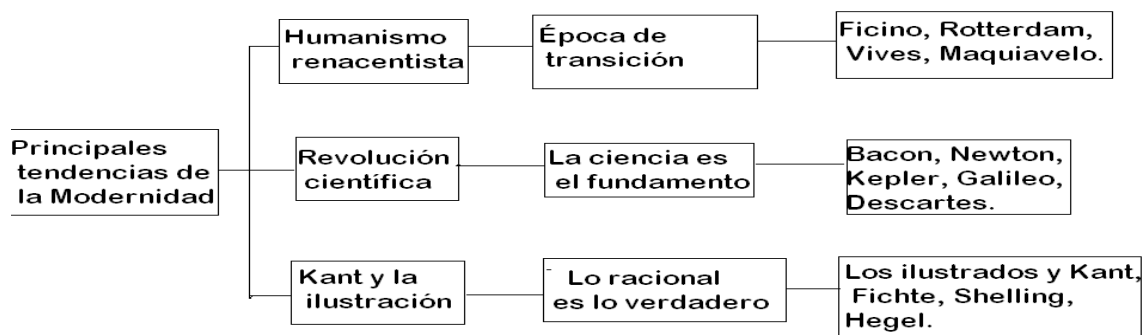 Principales
tendencias de
la Modernidad
Humanismo
renacentista
Época de
transición
Ficino, Rotterdam,
Vives, Maquiavelo.
Revolución
científica
La ciencia es
el fundamento
Bacon, Newton,
Kepler, Galileo,
Descartes.
Kant y la
ilustración
Lo racional
es lo verdadero
Los ilustrados y Kant,
Fichte, Shelling,
Hegel.